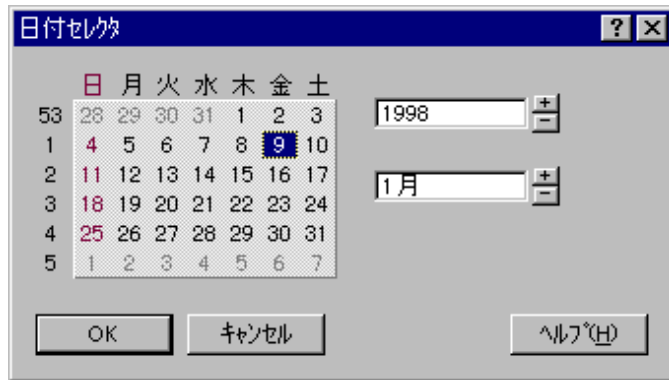 日付ｾﾚｸﾀ
日 月 火 水 木 金 土
53 28 29 30 31 1 2 3
1 4 5 6 7 8 9 10
2 11 12 13 14 15 16 17
3 18 19 20 21 22 23 24
4 25 26 27 28 29 30 31
5 1 2 3 4 5 6 7
1998
1月
OK ｷｬﾝｾﾙ ﾍﾙﾌﾟ(H)